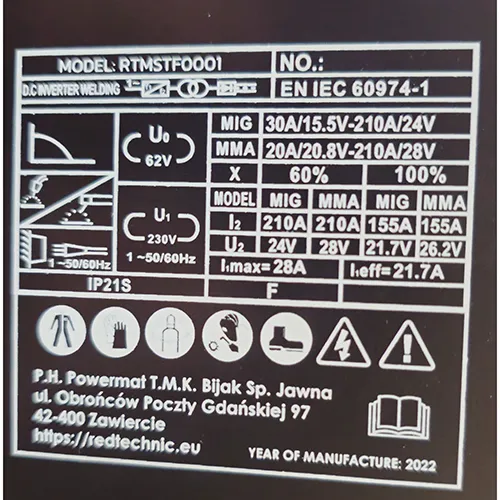 MODEL: RTMSTF0001 NO.:
D.C INVERTER WELDING 1~ EN IEC 60974-1
MIG 30A/15.5V-210A/24V
U0 62V MMA 20A/20.8V-210A/28V
X 60% 100%
MODEL MIG MMA MIG MMA
U1 230V I2 210A 210A 155A 155A
1 ~50/60Hz U2 24V 28V 21.7V 26.2V
1~50/60Hz I1max=28A I1eff=21.7A
IP21S F
P.H. Powermat T.M.K. Bijak Sp. Jawna
ul. Obrońców Poczty Gdańskiej 97
42-400 Zawiercie
https://redtechnic.eu
YEAR OF MANUFACTURE: 2022